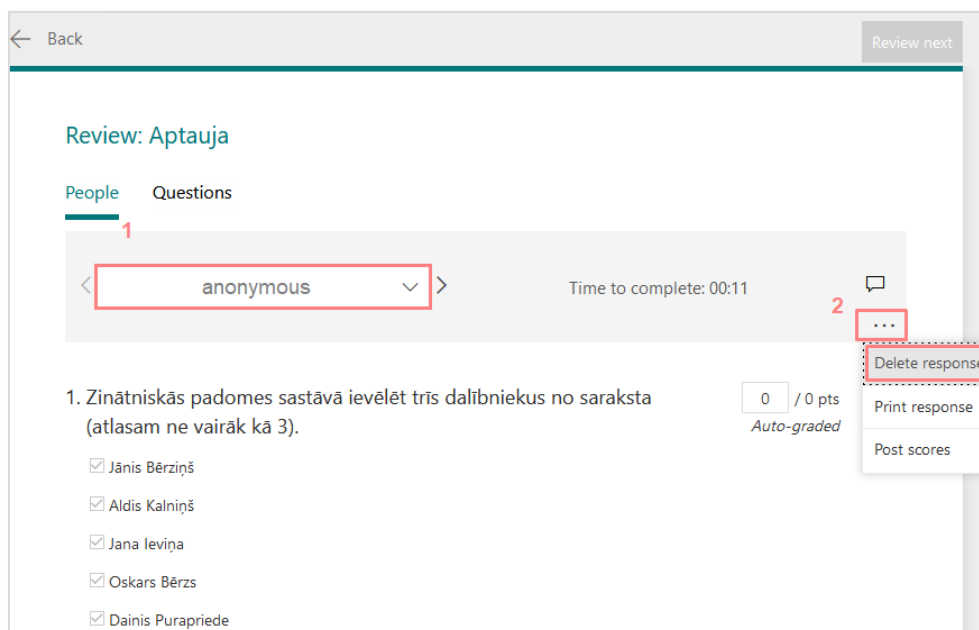 Back
Review next
Review: Aptauja
People Questions
1
anonymous
Time to complete: 00:11
2
...
Delete response
1. Zinātniskās padomes sastāvā ievēlēt trīs dalībniekus no saraksta
(atlasam ne vairāk kā 3).
0 / 0 pts
Auto-graded
Print response
Post scores
Jānis Bērziņš
Aldis Kalniņš
Jana Ieviņa
Oskars Bērzs
Dainis Purapriede